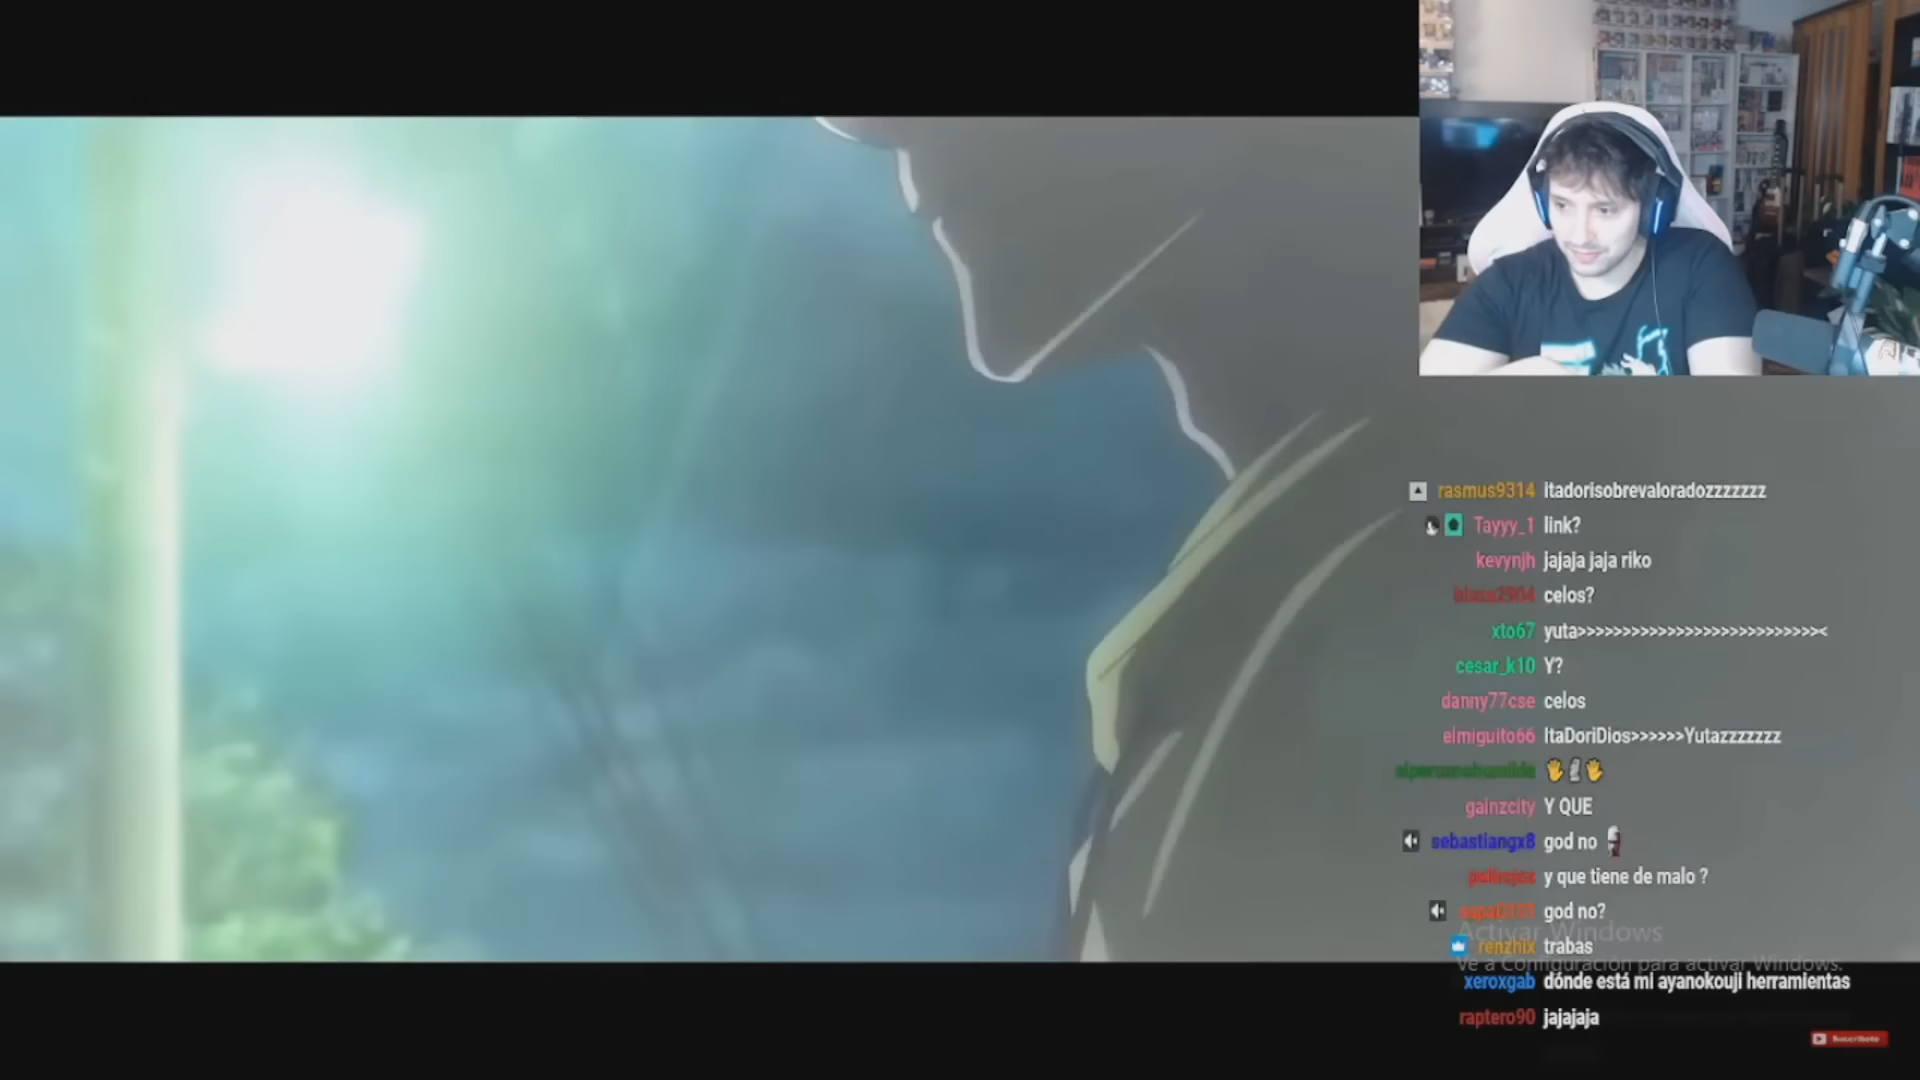 rasmus9314 itadorisobrevaloradozzzzzzz
Tayyy_1 link?
kevynjh jajaja jaja riko
celos?
xto67 yuta>>>>>>>>>>>>>>>>>>>>>>>>>>><
cesar_k10 Y?
danny77cse celos
elmiguito66 ItaDoriDios>>>>>>Yutazzzzzzz
gainzcity Y QUE
sebastiangx8 god no
y que tiene de malo ?
god no?
Activar Windows
renzhix trabas
Ve a Configuración para activar Windows.
xeroxgab dónde está mi ayanokouji herramientas
raptero90 jajajaja
Suscríbete